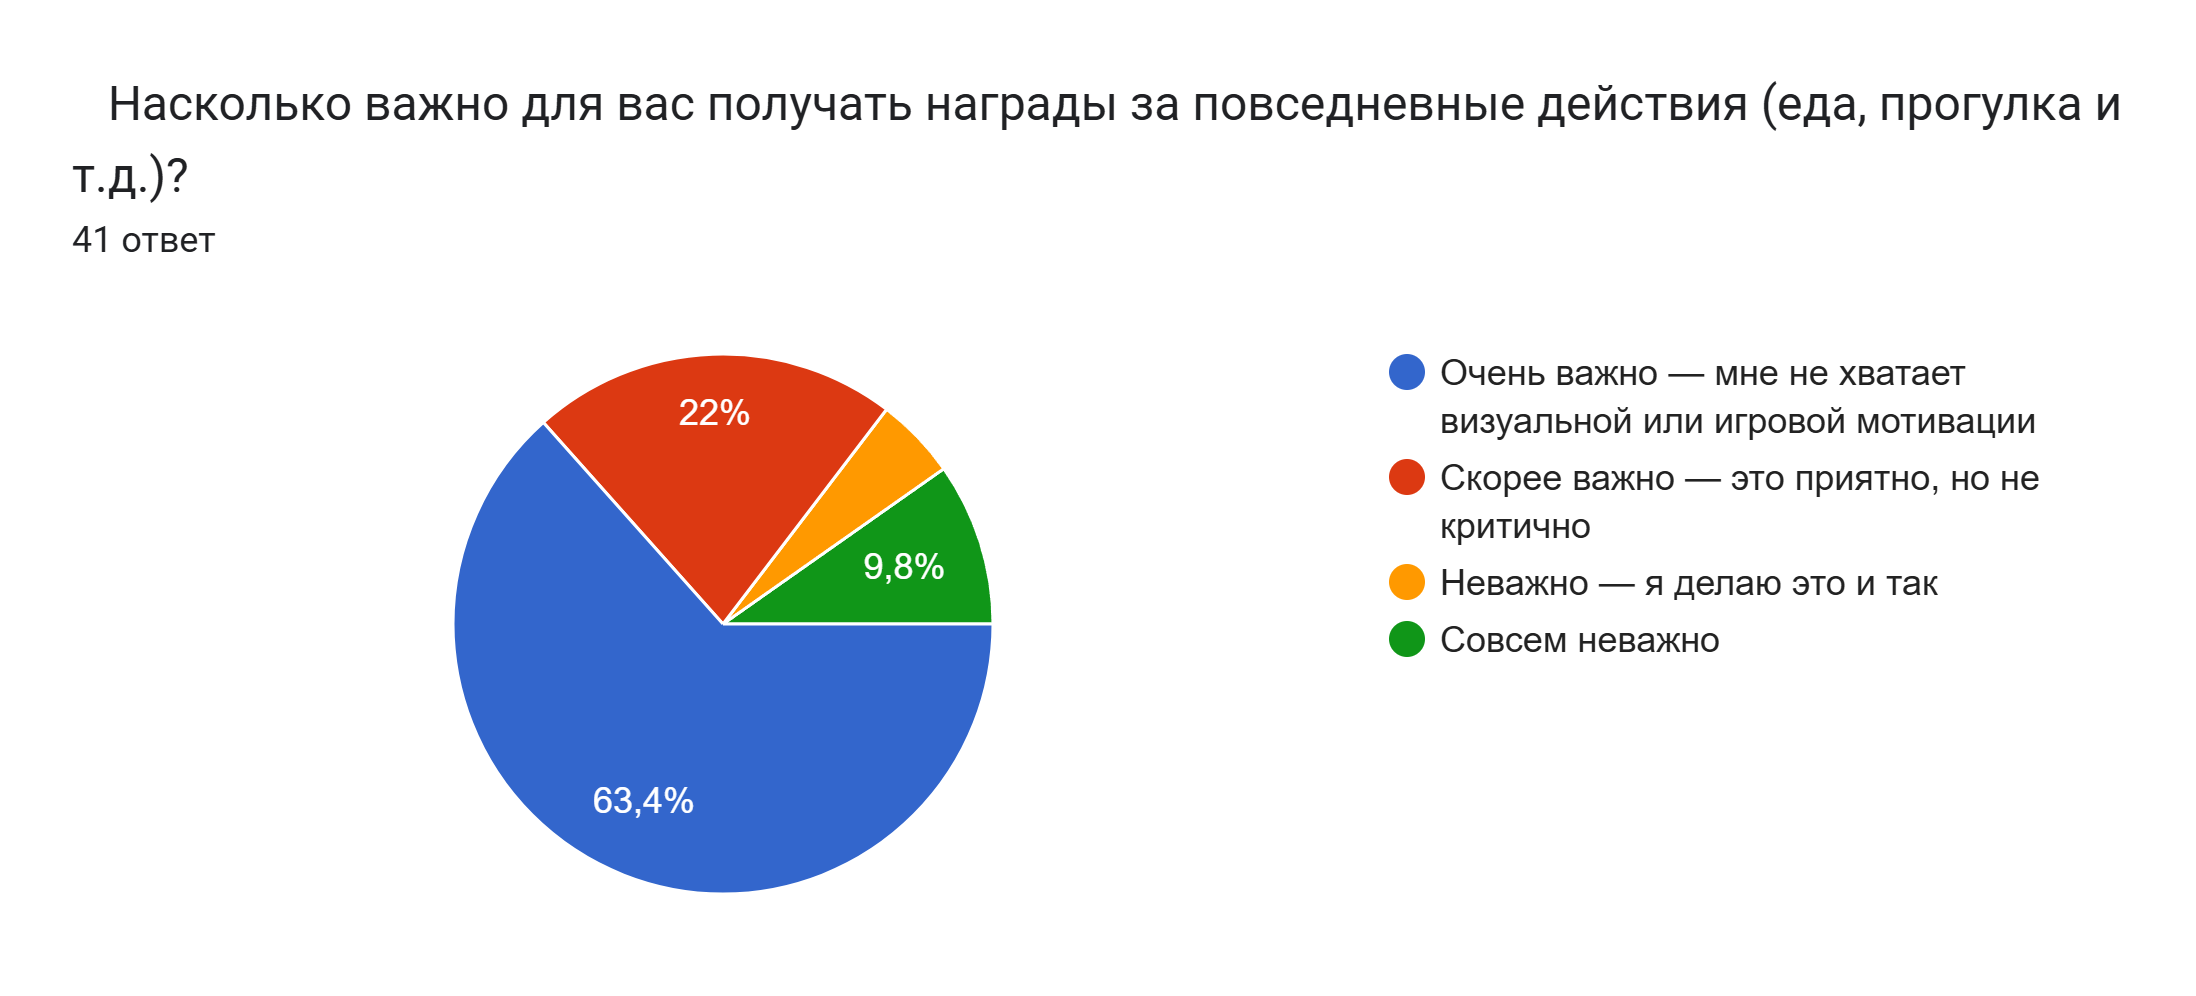 Насколько важно для вас получать награды за повседневные действия (еда, прогулка и
т.д.)?
41 ответ
22%
9,8%
63,4%
Очень важно — мне не хватает
визуальной или игровой мотивации
Скорее важно — это приятно, но не
критично
Неважно — я делаю это и так
Совсем неважно